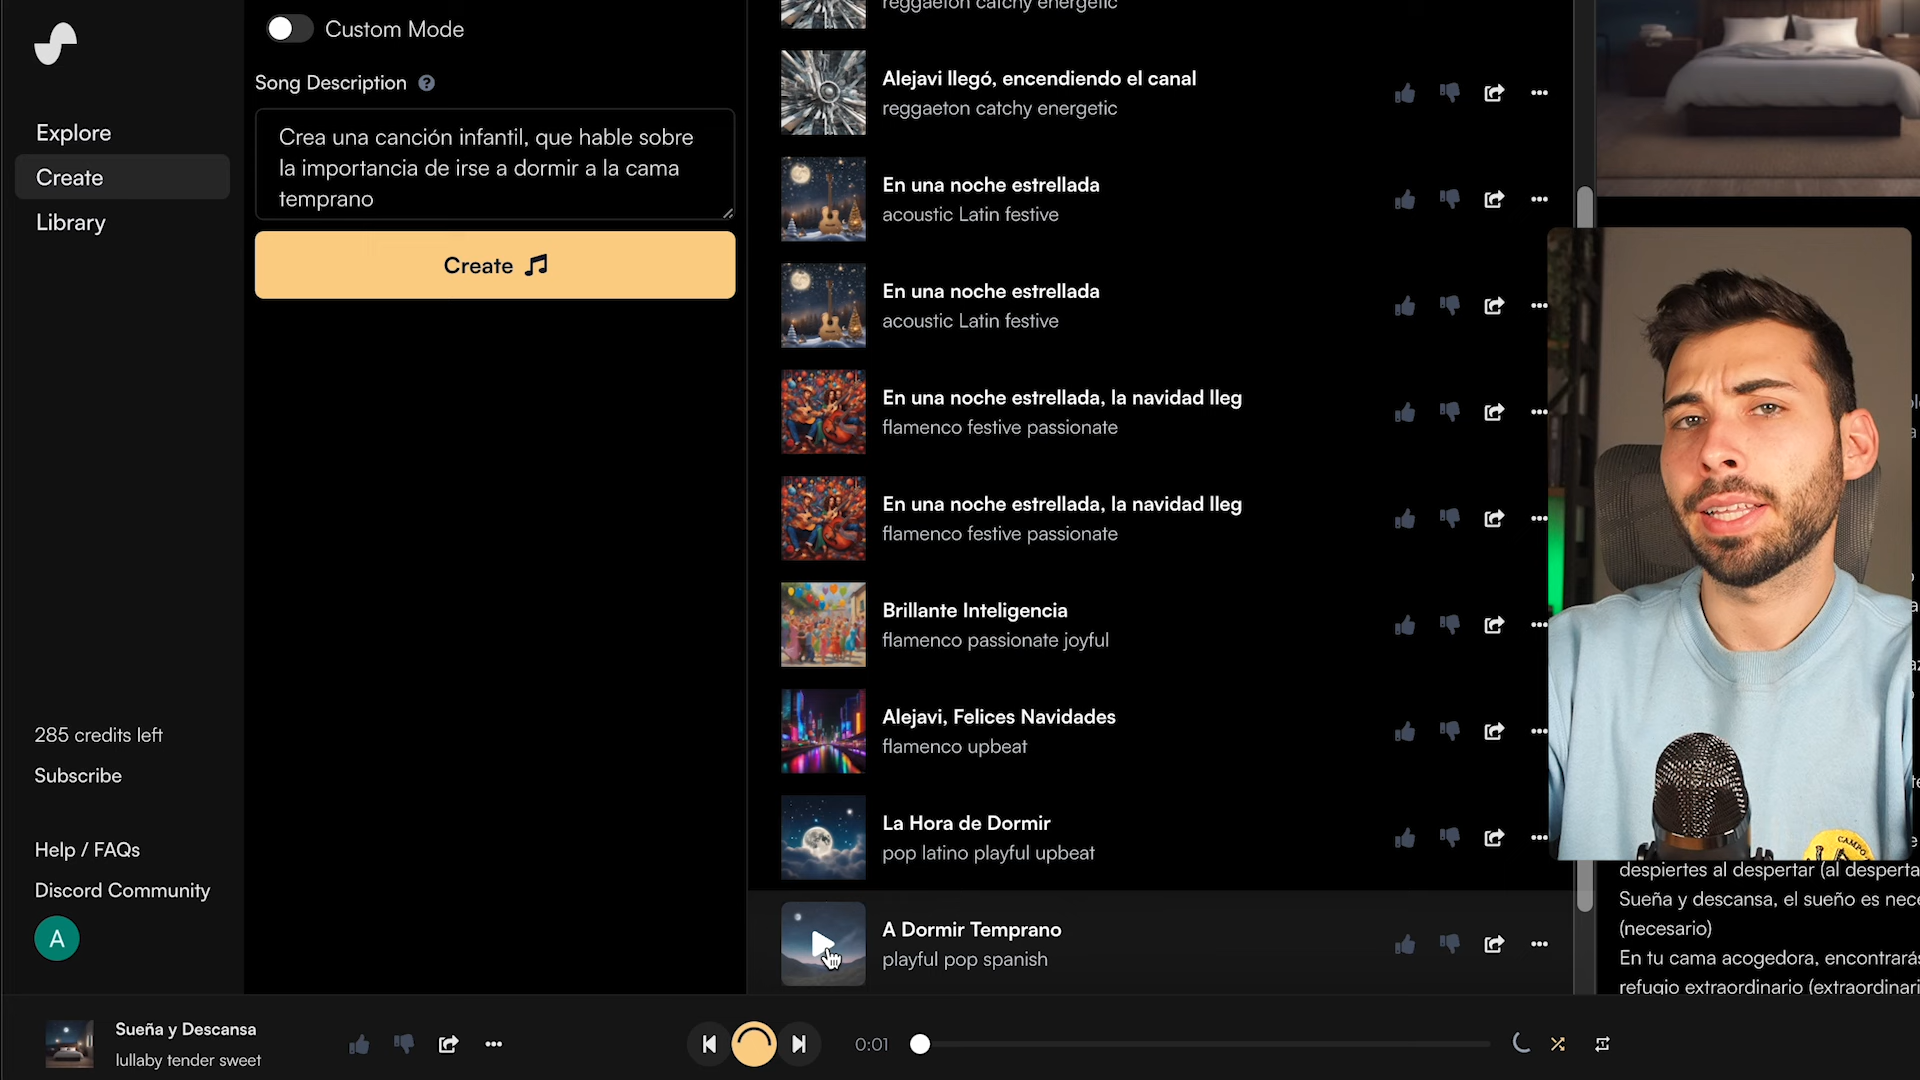 Custom Mode
Song Description
Explore
Create
Library
Crea una canción infantil, que hable sobre
la importancia de irse a dormir a la cama
temprano
Create
285 credits left
Subscribe
Help / FAQs
Discord Community
A
reggaeton catchy energetic
Alejavi llegó, encendiendo el canal
reggaeton catchy energetic
En una noche estrellada
acoustic Latin festive
En una noche estrellada
acoustic Latin festive
En una noche estrellada, la navidad lleg
flamenco festive passionate
En una noche estrellada, la navidad lleg
flamenco festive passionate
Brillante Inteligencia
flamenco passionate joyful
Alejavi, Felices Navidades
flamenco upbeat
La Hora de Dormir
pop latino playful upbeat
A Dormir Temprano
playful pop spanish
CAMPO
despiertes al despertar (al desperta
Sueña y descansa, el sueño es nece
(necesario)
En tu cama acogedora, encontrarás
refugio extraordinario (extraordinari
Sueña y Descansa
lullaby tender sweet
0:01